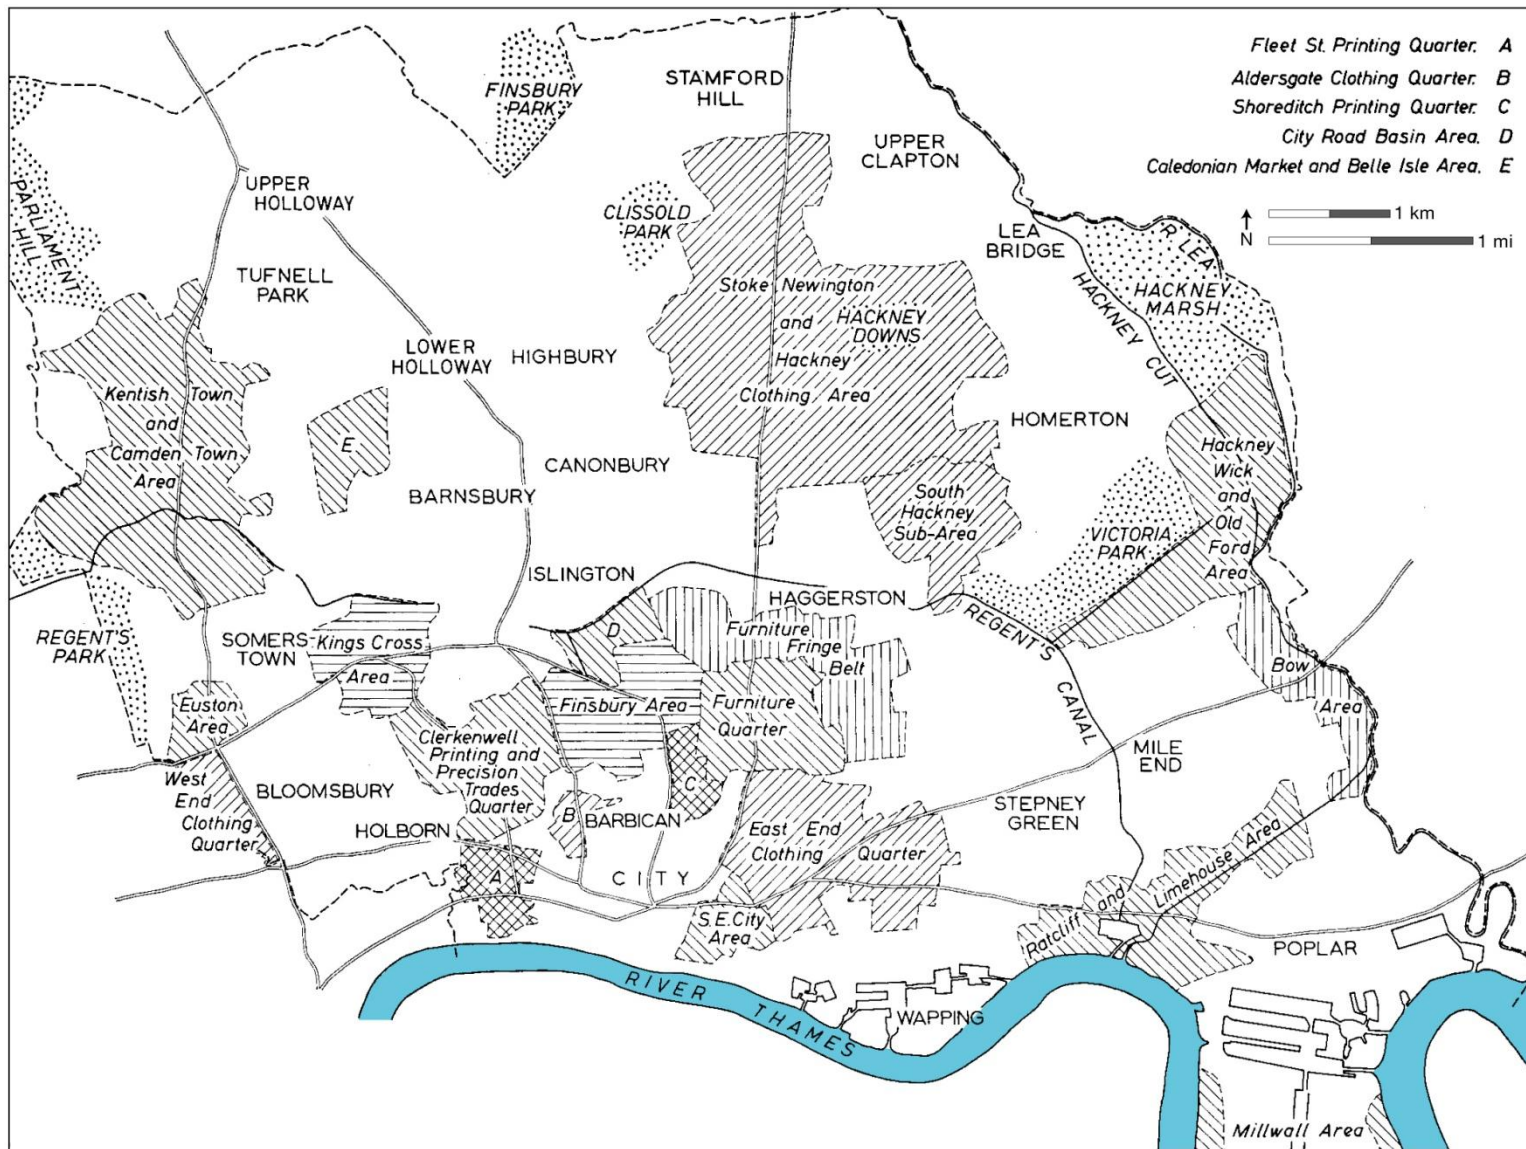 Fleet St. Printing Quarter. A
Aldersgate Clothing Quarter. B
Shoreditch Printing Quarter. C
City Road Basin Area. D
Caledonian Market and Belle Isle Area. E
1 km
N
1 mi
FINSBURY
PARK
STAMFORD
HILL
UPPER
CLAPTON
PARLIAMENT
HILL
UPPER
HOLLOWAY
CLISSOLD
PARK
LEA
BRIDGE
R LEA
HACKNEY
MARSH
HACKNEY CUT
TUFNELL
PARK
Stoke Newington
and
Hackney
Clothing Area
HACKNEY
DOWNS
LOWER
HOLLOWAY
HIGHBURY
Kentish Town
and
Camden Town
Area
E
HOMERTON
CANONBURY
BARNSBURY
Hackney
Wick
and
Old
Ford
Area
South
Hackney
Sub-Area
VICTORIA
PARK
ISLINGTON
HAGGERSTON
REGENT'S
CANAL
REGENT'S
PARK
SOMERS
TOWN
Kings Cross
Area
D
Furniture
Fringe
Belt
Bow
Area
Euston
Area
Finsbury Area
Furniture
Quarter
Clerkenwell
Printing and
Precision
Trades
Quarter
MILE
END
West
End
Clothing
Quarter
BLOOMSBURY
C
B
BARBICAN
HOLBORN
STEPNEY
GREEN
East End
Clothing Quarter
A
CITY
S.E. City
Area
Ratcliff and
Limehouse Area
POPLAR
RIVER THAMES
WAPPING
Millwall Area